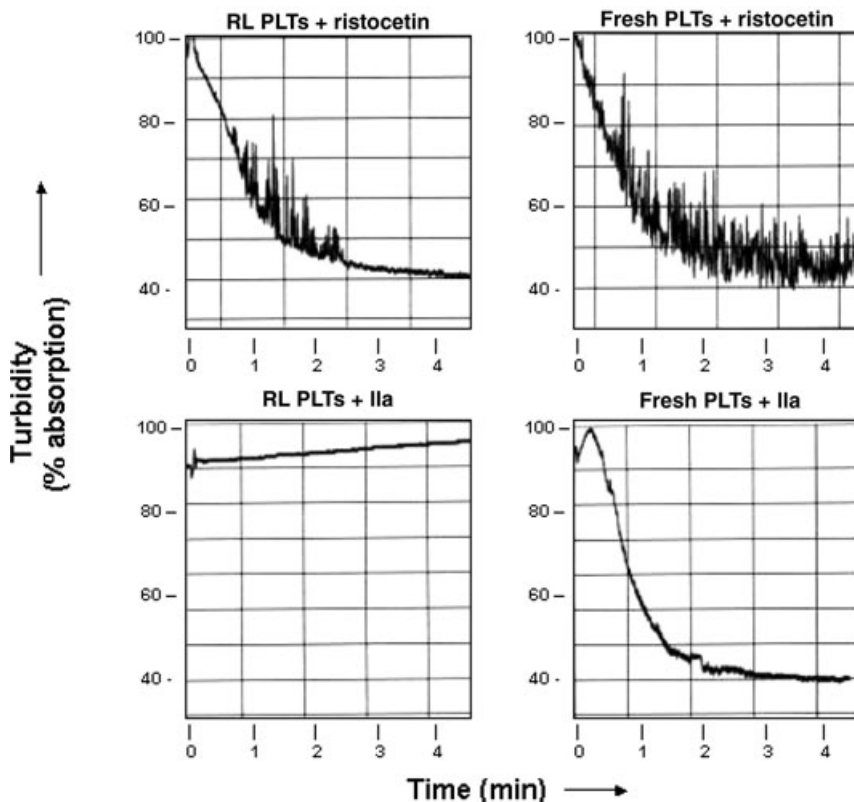 RL PLTs + ristocetin
Fresh PLTs + ristocetin
100 –
80 –
60 –
40 -
0 1 2 3 4
100 –
80 –
60 –
40 -
0 1 2 3 4
RL PLTs + IIa
Fresh PLTs + IIa
100 –
80 –
60 –
40 -
0 1 2 3 4
100 –
80 –
60 –
40 -
0 1 2 3 4
Turbidity
(% absorption)
Time (min)